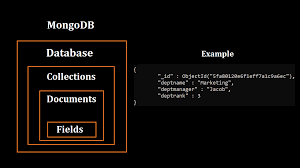 MongoDB
Database
Collections
Documents
Fields
Example
{
"_id" : ObjectId("5fa80120e6f1eff7a1c9a6ec"),
"deptname" : "Marketing",
"deptmanager" : "Jacob",
"deptrank" : 3
}